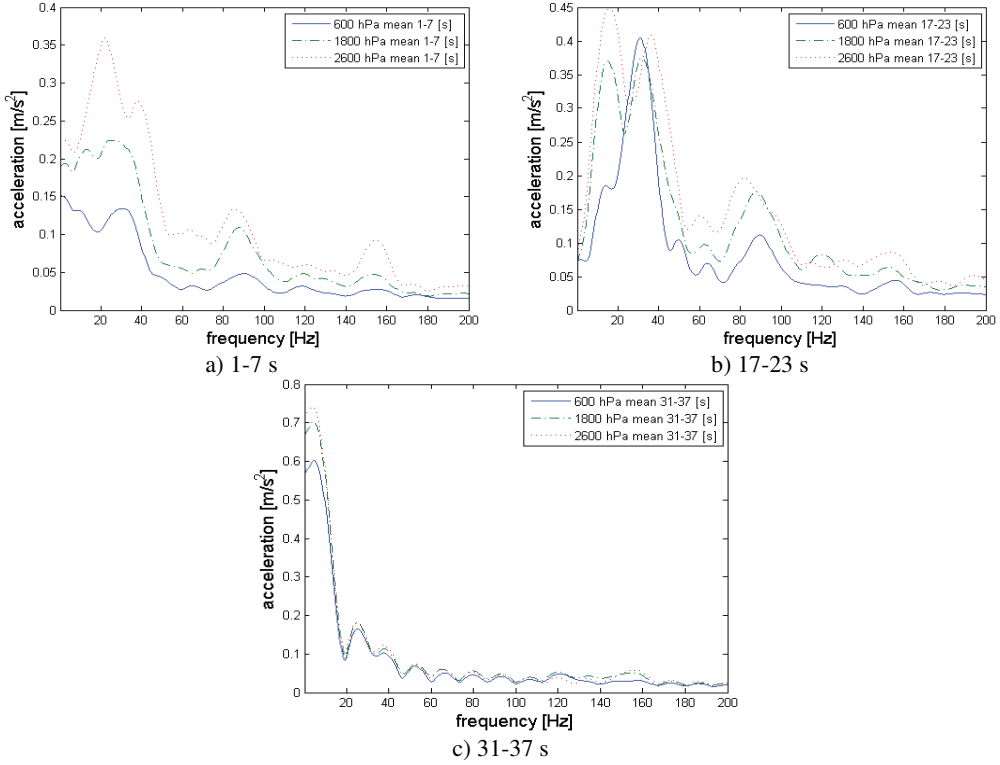 0.4
0.35
0.3
0.25
0.2
0.15
0.1
0.05
0
acceleration [m/s²]
600 hPa mean 1-7 [s]
1800 hPa mean 1-7 [s]
2600 hPa mean 1-7 [s]
20 40 60 80 100 120 140 160 180 200
frequency [Hz]
a) 1-7 s
0.45
0.4
0.35
0.3
0.25
0.2
0.15
0.1
0.05
0
acceleration [m/s²]
600 hPa mean 17-23 [s]
1800 hPa mean 17-23 [s]
2600 hPa mean 17-23 [s]
20 40 60 80 100 120 140 160 180 200
frequency [Hz]
b) 17-23 s
0.8
0.7
0.6
0.5
0.4
0.3
0.2
0.1
0
acceleration [m/s²]
600 hPa mean 31-37 [s]
1800 hPa mean 31-37 [s]
2600 hPa mean 31-37 [s]
20 40 60 80 100 120 140 160 180 200
frequency [Hz]
c) 31-37 s